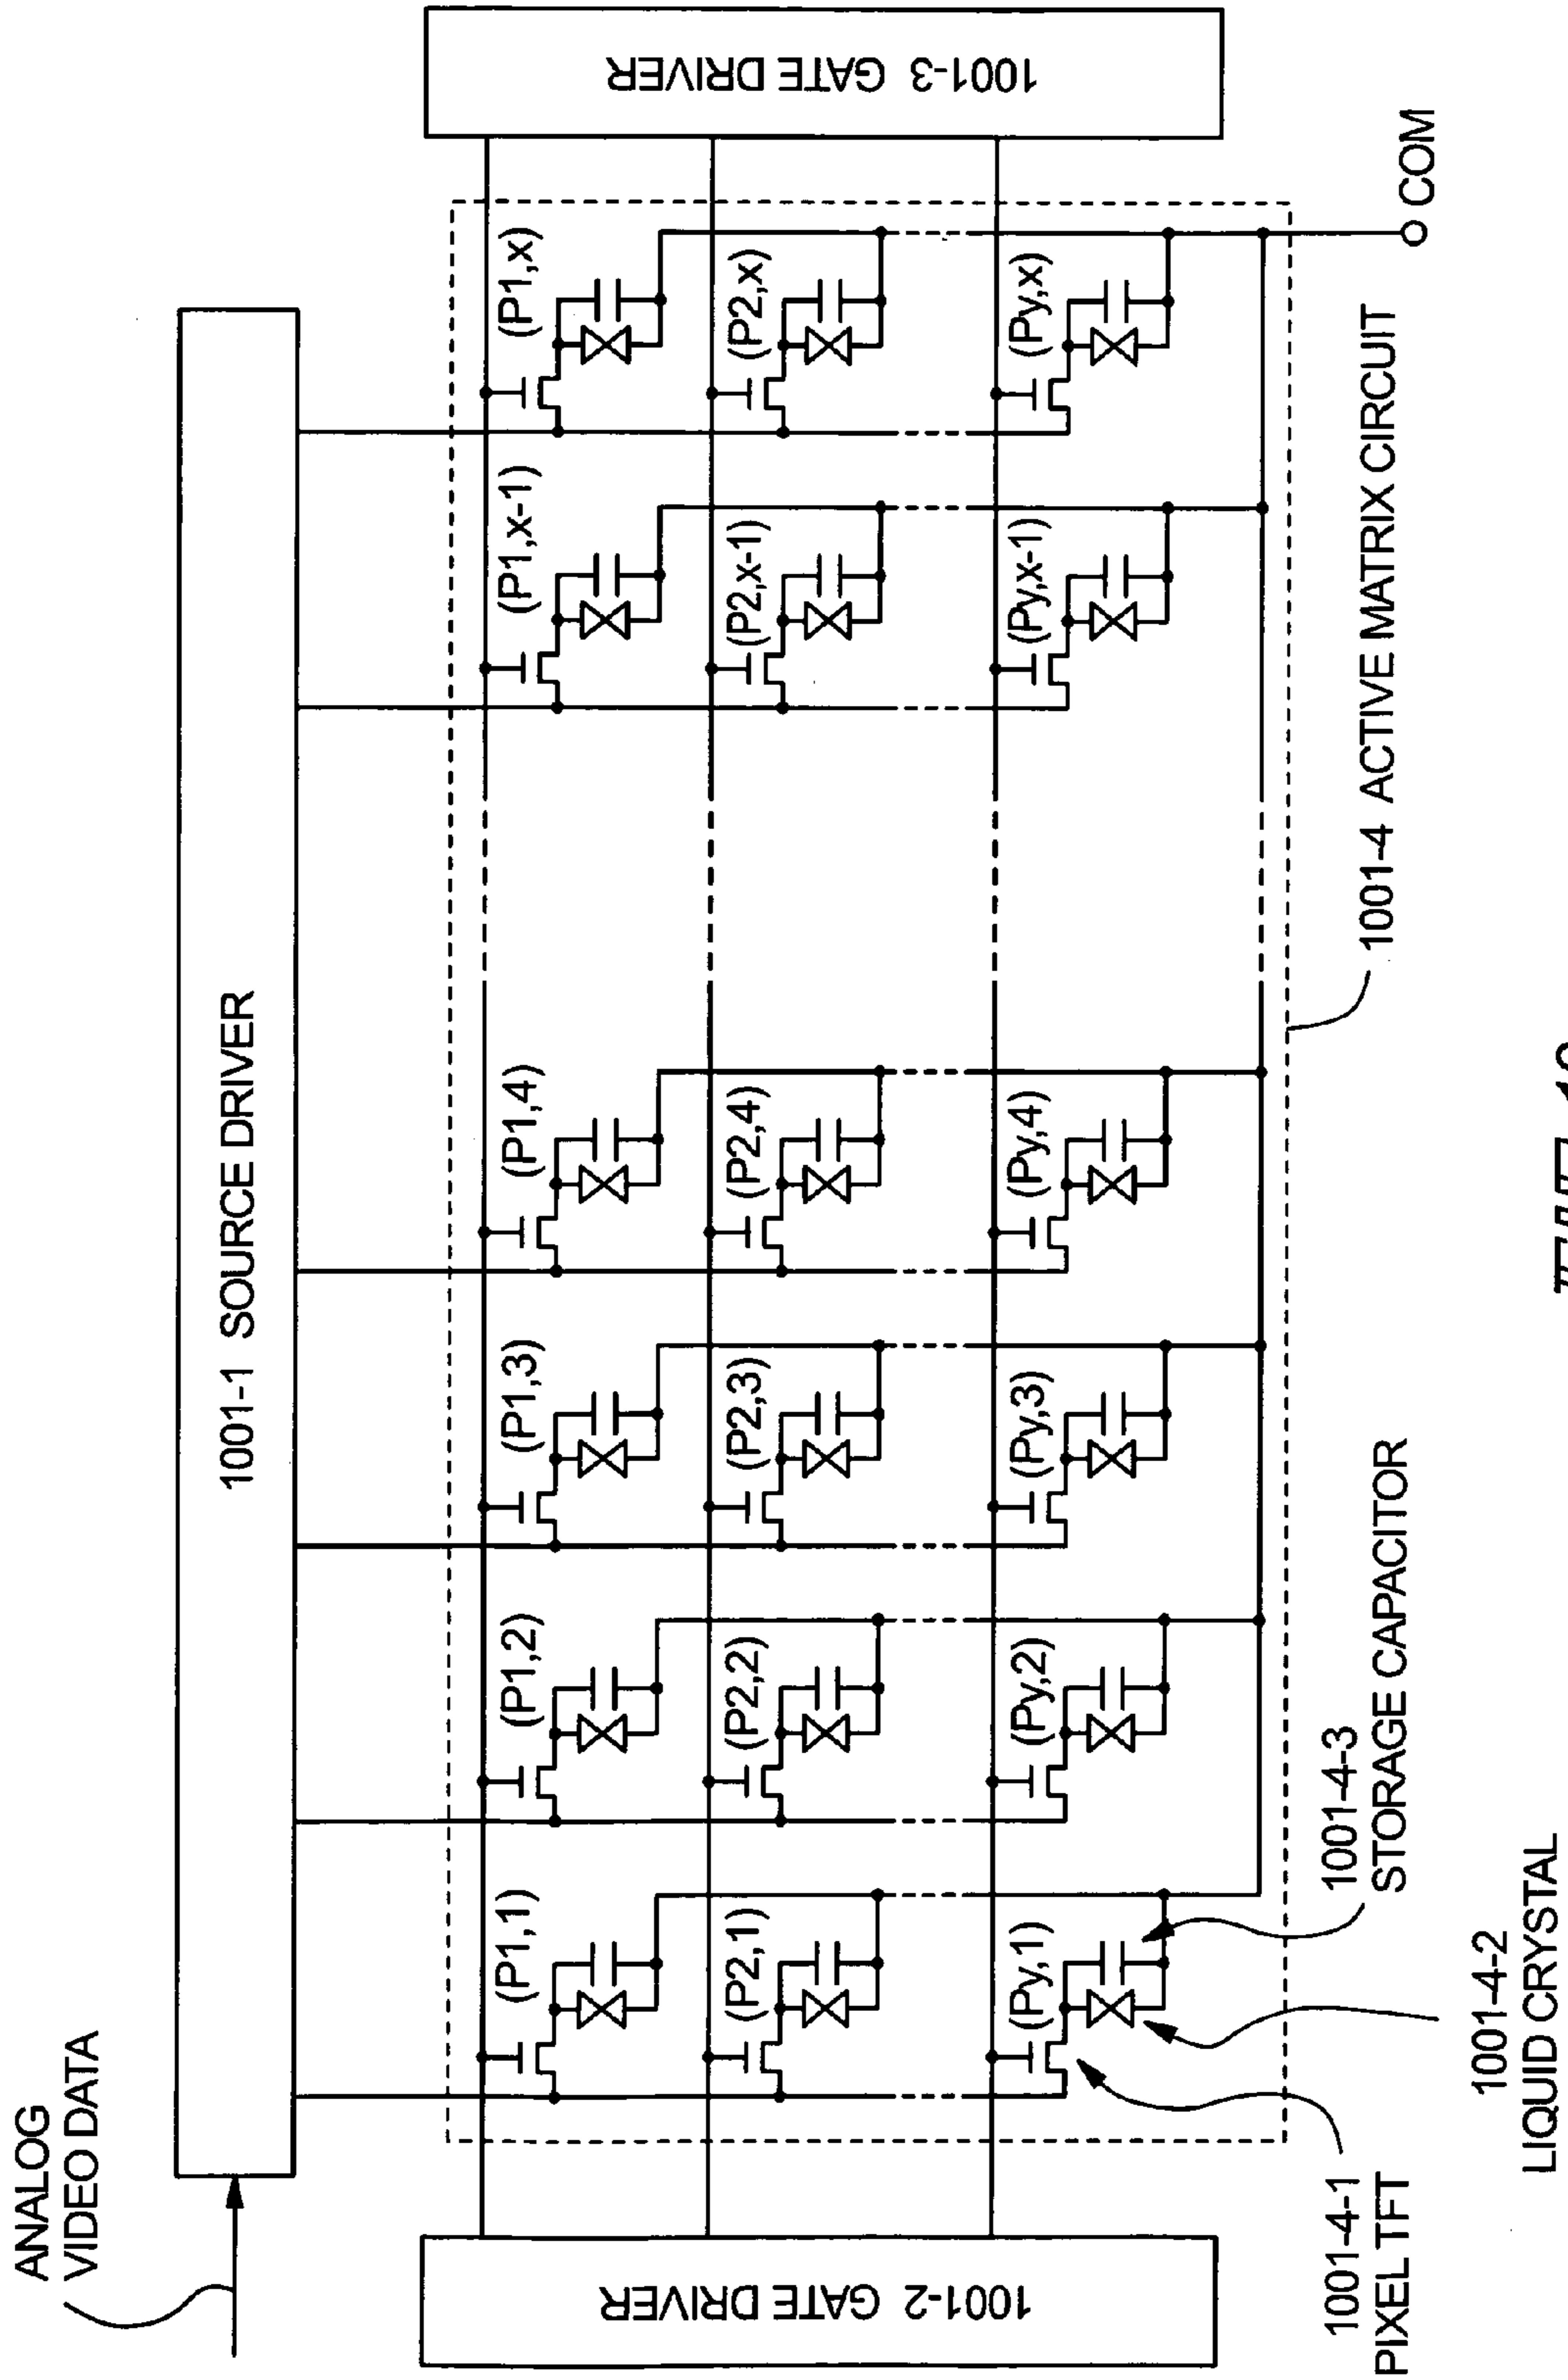 ANALOG
VIDEO DATA
1001-1 SOURCE DRIVER
1001-2 GATE DRIVER
1001-3 GATE DRIVER
(P1,1)
(P1,2)
(P1,3)
(P1,4)
(P1,x-1)
(P1,x)
(P2,1)
(P2,2)
(P2,3)
(P2,4)
(P2,x-1)
(P2,x)
(Py,1)
(Py,2)
(Py,3)
(Py,4)
(Py,x-1)
(Py,x)
COM
1001-4-1
PIXEL TFT
1001-4-2
LIQUID CRYSTAL
1001-4-3
STORAGE CAPACITOR
1001-4 ACTIVE MATRIX CIRCUIT